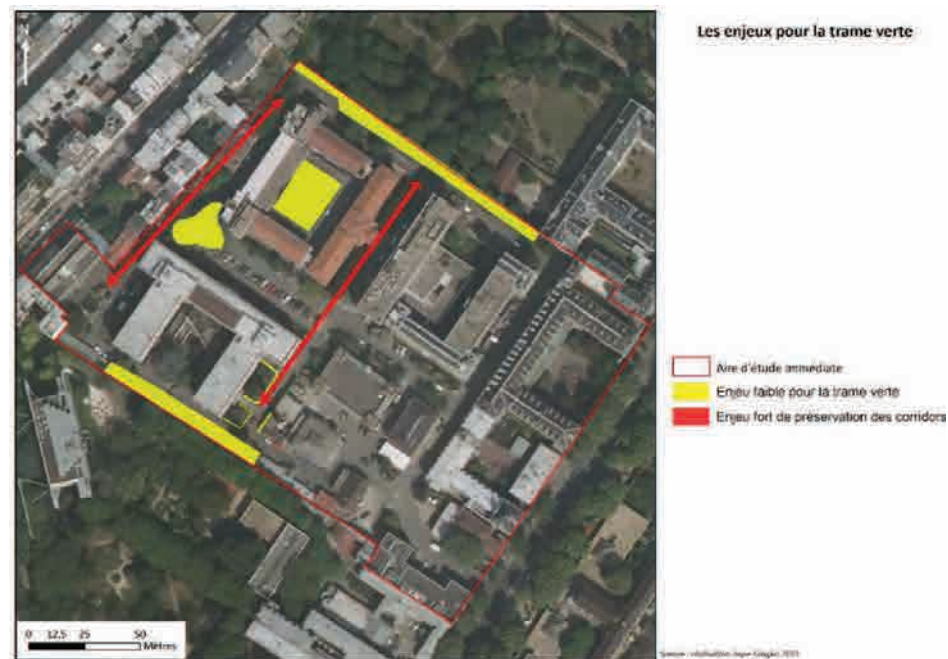 Les enjeux pour la trame verte
Aire d'étude immédiate
Enjeu faible pour la trame verte
Enjeu fort de préservation des corridors
0 12,5 25 50
Mètres